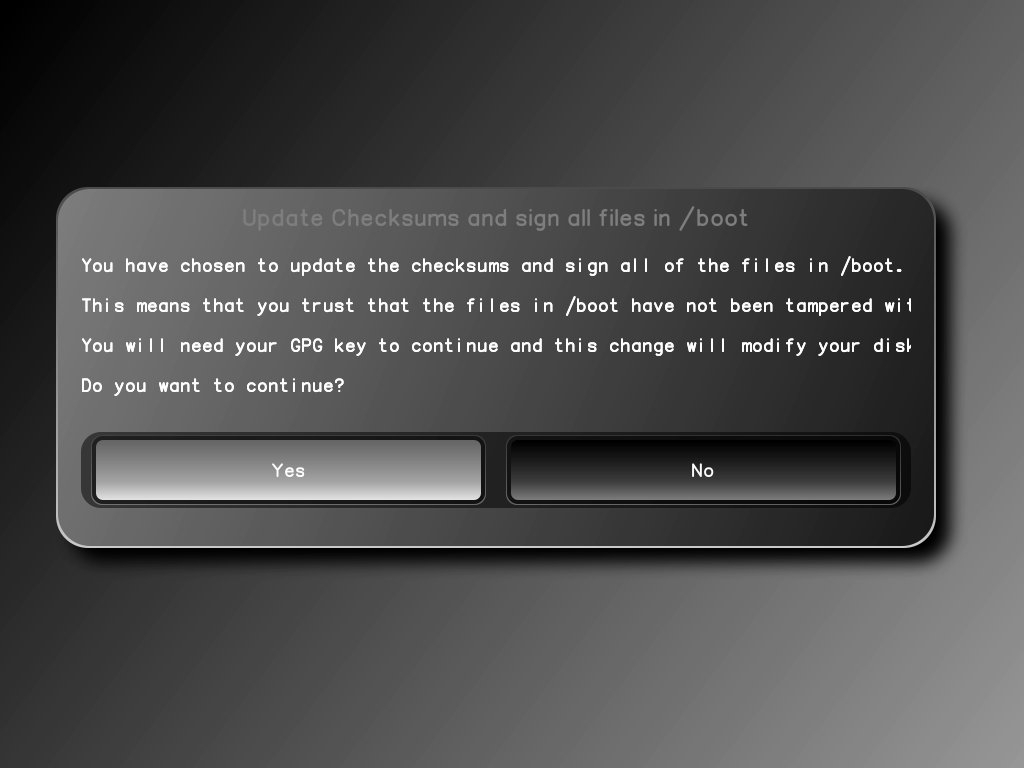 Update Checksums and sign all files in /boot
You have chosen to update the checksums and sign all of the files in /boot.
This means that you trust that the files in /boot have not been tampered wit
You will need your GPG key to continue and this change will modify your disk
Do you want to continue?
Yes
No